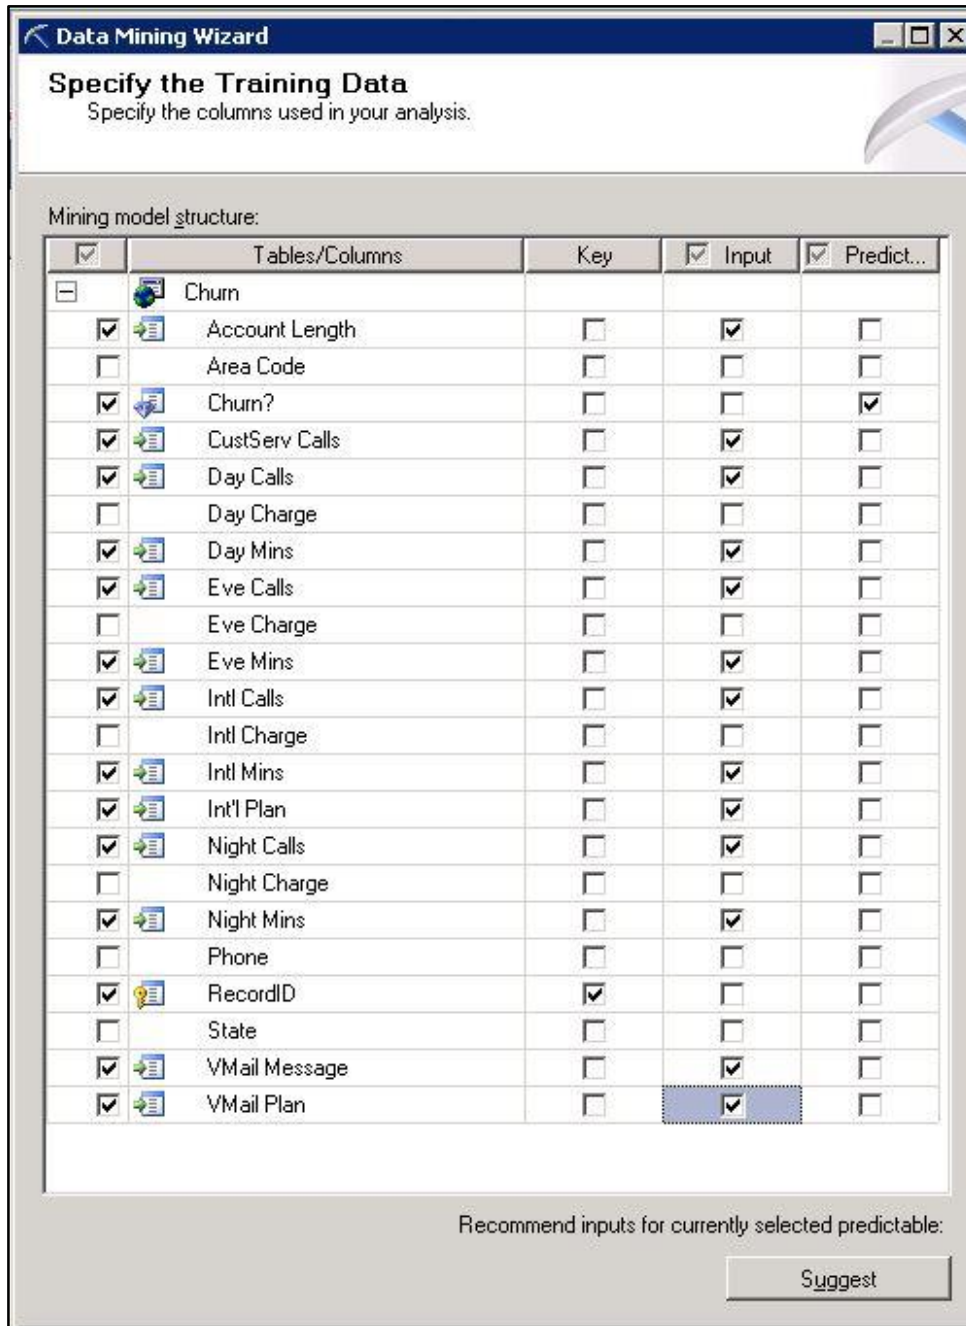 Data Mining Wizard
Specify the Training Data
Specify the columns used in your analysis.
Mining model structure:
Tables/Columns Key Input Predict...
Churn
Account Length
Area Code
Churn?
CustServ Calls
Day Calls
Day Charge
Day Mins
Eve Calls
Eve Charge
Eve Mins
Intl Calls
Intl Charge
Intl Mins
Int'l Plan
Night Calls
Night Charge
Night Mins
Phone
RecordID
State
VMail Message
VMail Plan
Recommend inputs for currently selected predictable:
Suggest